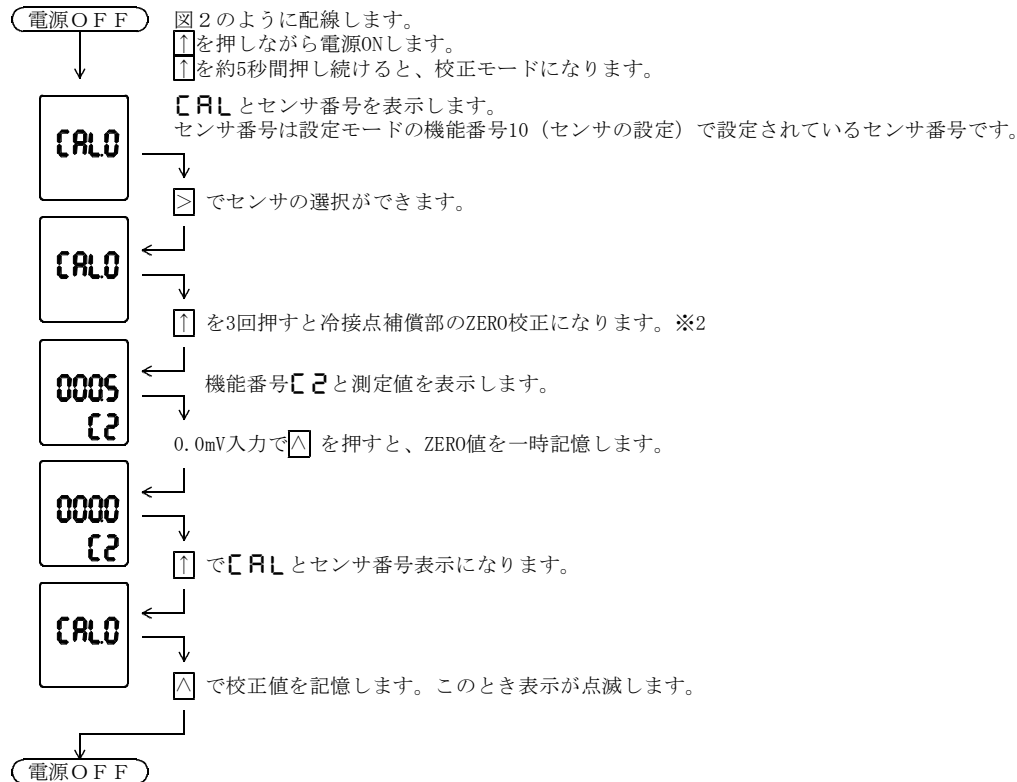 電源OFF
図２のように配線します。
↑を押しながら電源ONします。
↑を約5秒間押し続けると、校正モードになります。
CALとセンサ番号を表示します。
センサ番号は設定モードの機能番号10（センサの設定）で設定されているセンサ番号です。
CAL.0
> でセンサの選択ができます。
CAL.0
↑ を3回押すと冷接点補償部のZERO校正になります。※2
000.5
C2
機能番号C2と測定値を表示します。
0.0mV入力で∧ を押すと、ZERO値を一時記憶します。
000.0
C2
↑ でCALとセンサ番号表示になります。
CAL.0
∧ で校正値を記憶します。このとき表示が点滅します。
電源OFF